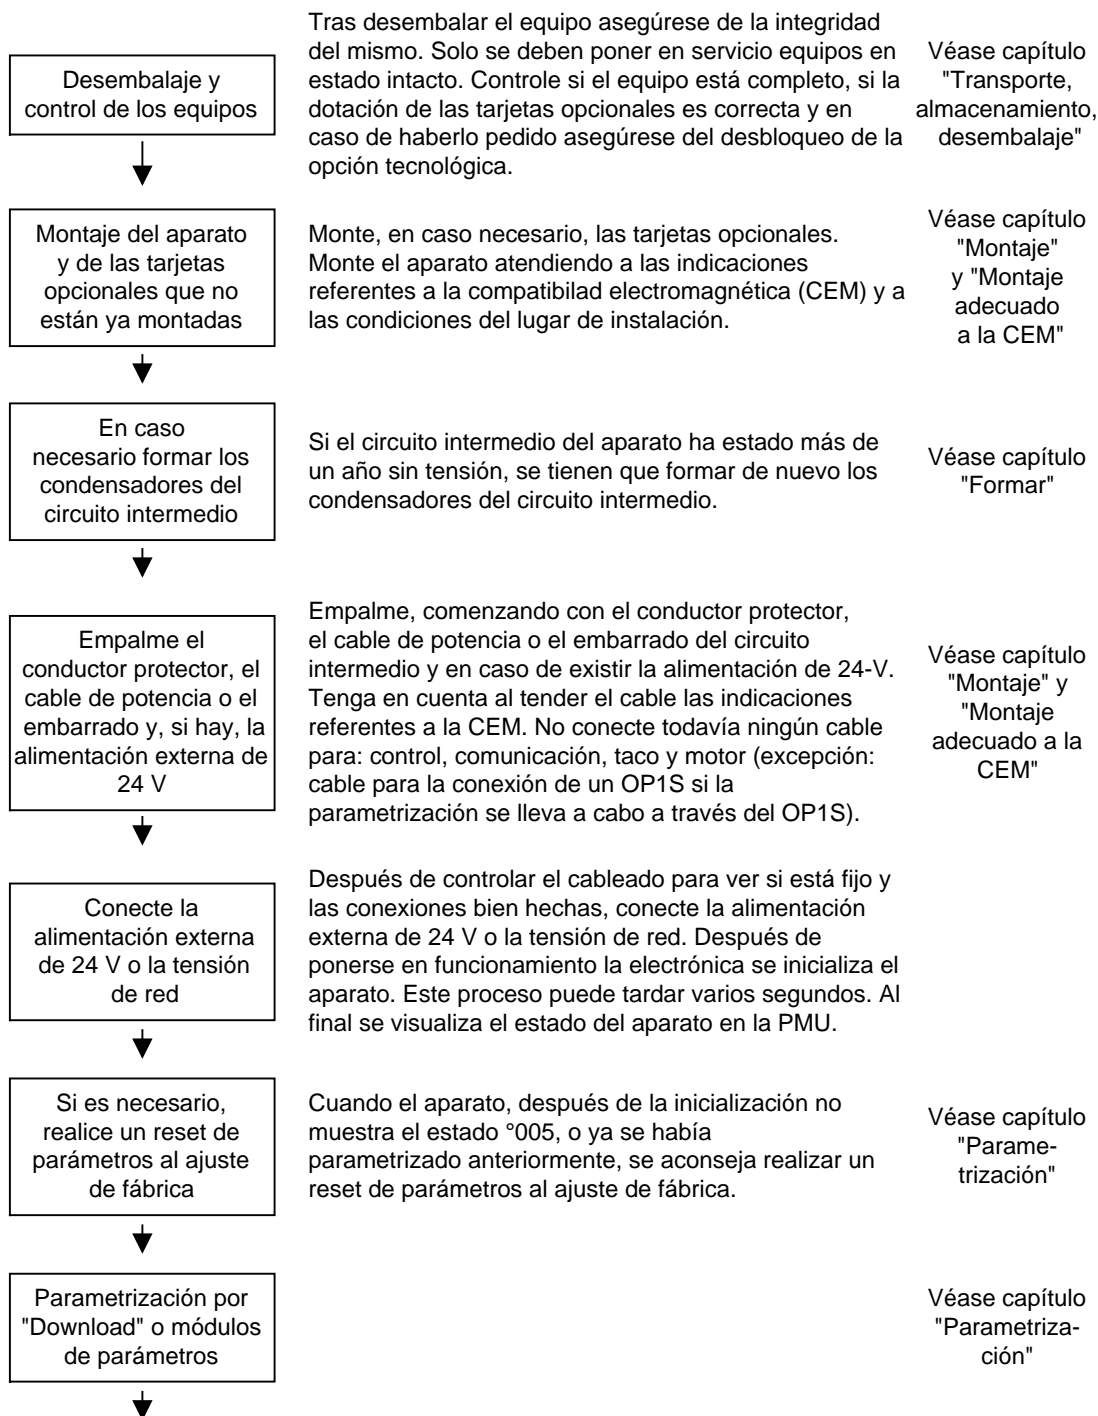 Desembalaje y
control de los equipos
Tras desembalar el equipo asegúrese de la integridad
del mismo. Solo se deben poner en servicio equipos en
estado intacto. Controle si el equipo está completo, si la
dotación de las tarjetas opcionales es correcta y en
caso de haberlo pedido asegúrese del desbloqueo de la
opción tecnológica.
Véase capítulo
"Transporte,
almacenamiento,
desembalaje"
Montaje del aparato
y de las tarjetas
opcionales que no
están ya montadas
Monte, en caso necesario, las tarjetas opcionales.
Monte el aparato atendiendo a las indicaciones
referentes a la compatibilad electromagnética (CEM) y a
las condiciones del lugar de instalación.
Véase capítulo
"Montaje"
y "Montaje
adecuado
a la CEM"
En caso
necesario formar los
condensadores del
circuito intermedio
Si el circuito intermedio del aparato ha estado más de
un año sin tensión, se tienen que formar de nuevo los
condensadores del circuito intermedio.
Véase capítulo
"Formar"
Empalme el
conductor protector, el
cable de potencia o el
embarrado y, si hay, la
alimentación externa de
24 V
Empalme, comenzando con el conductor protector,
el cable de potencia o el embarrado del circuito
intermedio y en caso de existir la alimentación de 24-V.
Tenga en cuenta al tender el cable las indicaciones
referentes a la CEM. No conecte todavía ningún cable
para: control, comunicación, taco y motor (excepción:
cable para la conexión de un OP1S si la
parametrización se lleva a cabo a través del OP1S).
Véase capítulo
"Montaje" y
"Montaje
adecuado a la
CEM"
Conecte la
alimentación externa
de 24 V o la tensión
de red
Después de controlar el cableado para ver si está fijo y
las conexiones bien hechas, conecte la alimentación
externa de 24 V o la tensión de red. Después de
ponerse en funcionamiento la electrónica se inicializa el
aparato. Este proceso puede tardar varios segundos. Al
final se visualiza el estado del aparato en la PMU.
Si es necesario,
realice un reset de
parámetros al ajuste
de fábrica
Cuando el aparato, después de la inicialización no
muestra el estado °005, o ya se había
parametrizado anteriormente, se aconseja realizar un
reset de parámetros al ajuste de fábrica.
Véase capítulo
"Parame-
trización"
Parametrización por
"Download" o módulos
de parámetros
Véase capítulo
"Parametriza-
ción"